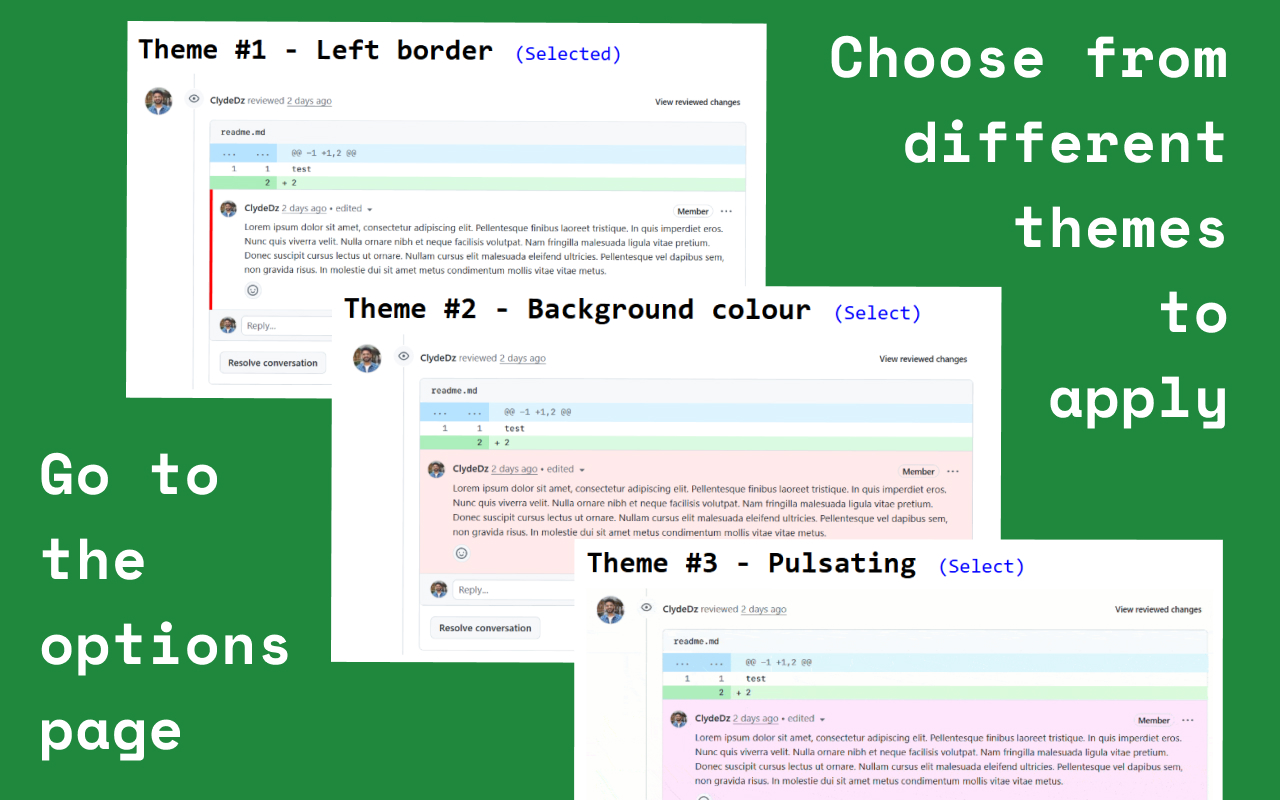 Choose from
different
themes
to
apply
Theme #1 - Left border (Selected)
ClydeDz reviewed 2 days ago View reviewed changes
readme.md
... ... @@ -1 +1,2 @@
1 1 test
2 + 2
ClydeDz 2 days ago • edited Member ...
Lorem ipsum dolor sit amet, consectetur adipiscing elit. Pellentesque finibus laoreet tristique. In quis imperdiet eros.
Nunc quis viverra velit. Nulla ornare nibh et neque facilisis volutpat. Nam fringilla malesuada ligula vitae pretium.
Donec suscipit cursus lectus ut ornare. Nullam cursus elit malesuada eleifend ultricies. Pellentesque vel dapibus sem,
non gravida risus. In molestie dui sit amet metus condimentum mollis vitae vitae metus.
Reply...
Resolve conversation
Theme #2 - Background colour (Select)
ClydeDz reviewed 2 days ago View reviewed changes
readme.md
... ... @@ -1 +1,2 @@
1 1 test
2 + 2
ClydeDz 2 days ago • edited Member ...
Lorem ipsum dolor sit amet, consectetur adipiscing elit. Pellentesque finibus laoreet tristique. In quis imperdiet eros.
Nunc quis viverra velit. Nulla ornare nibh et neque facilisis volutpat. Nam fringilla malesuada ligula vitae pretium.
Donec suscipit cursus lectus ut ornare. Nullam cursus elit malesuada eleifend ultricies. Pellentesque vel dapibus sem,
non gravida risus. In molestie dui sit amet metus condimentum mollis vitae vitae metus.
Reply...
Resolve conversation
Theme #3 - Pulsating (Select)
ClydeDz reviewed 2 days ago View reviewed changes
readme.md
... ... @@ -1 +1,2 @@
1 1 test
2 + 2
ClydeDz 2 days ago • edited Member ...
Lorem ipsum dolor sit amet, consectetur adipiscing elit. Pellentesque finibus laoreet tristique. In quis imperdiet eros.
Nunc quis viverra velit. Nulla ornare nibh et neque facilisis volutpat. Nam fringilla malesuada ligula vitae pretium.
Donec suscipit cursus lectus ut ornare. Nullam cursus elit malesuada eleifend ultricies. Pellentesque vel dapibus sem,
non gravida risus. In molestie dui sit amet metus condimentum mollis vitae vitae metus.
Go to
the
options
page